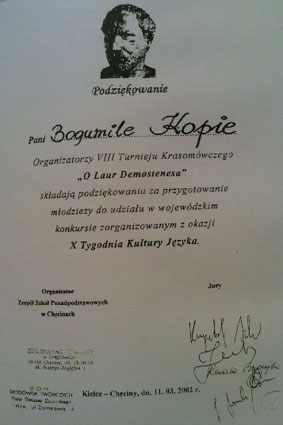 Podziękowanie
Pani Bogumile Kopie
Organizatorzy VIII Turnieju Krasomówczego
„O Laur Demostenesa"
składają podziękowania za przygotowanie
młodzieży do udziału w wojewódzkim
konkursie zorganizowanym z okazji
X Tygodnia Kultury Języka.
Organizator
Jury
Zespół Szkół Ponadpodstawowych
w Chęcinach
Kielce – Chęciny, dn. 11. 03. 2002 r.